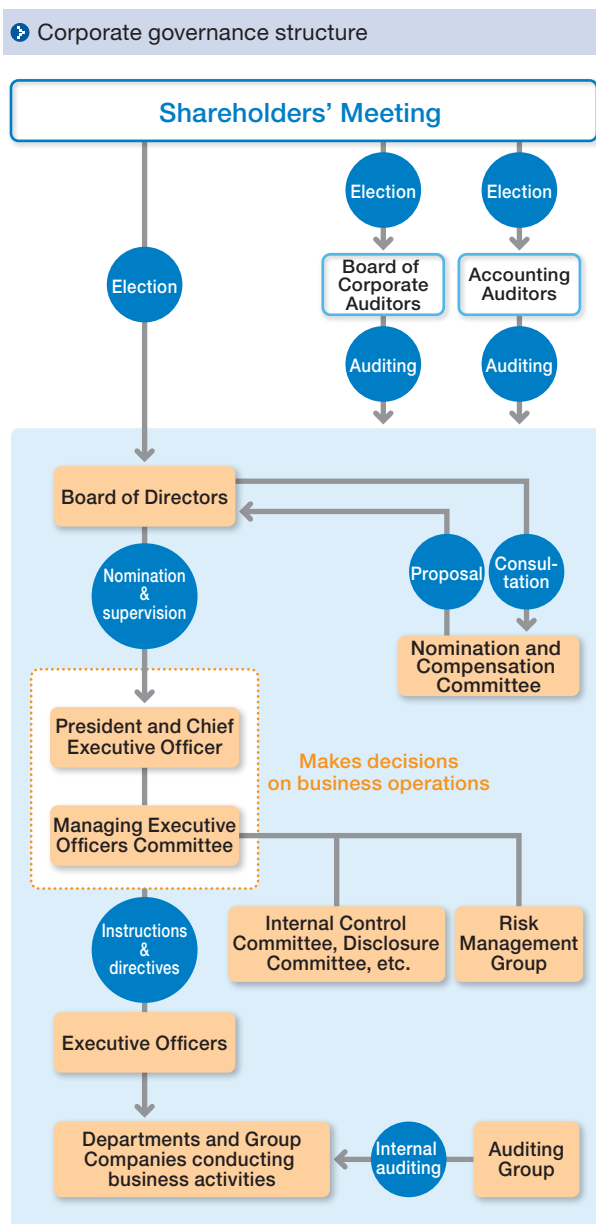 Corporate governance structure
Shareholders’ Meeting
Election
Election
Election
Board of
Corporate
Auditors
Accounting
Auditors
Auditing
Auditing
Board of Directors
Nomination
&
supervision
Proposal
Consul-
tation
Nomination and
Compensation
Committee
President and Chief
Executive Officer
Makes decisions
on business operations
Managing Executive
Officers Committee
Instructions
&
directives
Internal Control
Committee, Disclosure
Committee, etc.
Risk
Management
Group
Executive Officers
Departments and Group
Companies conducting
business activities
Internal
auditing
Auditing
Group